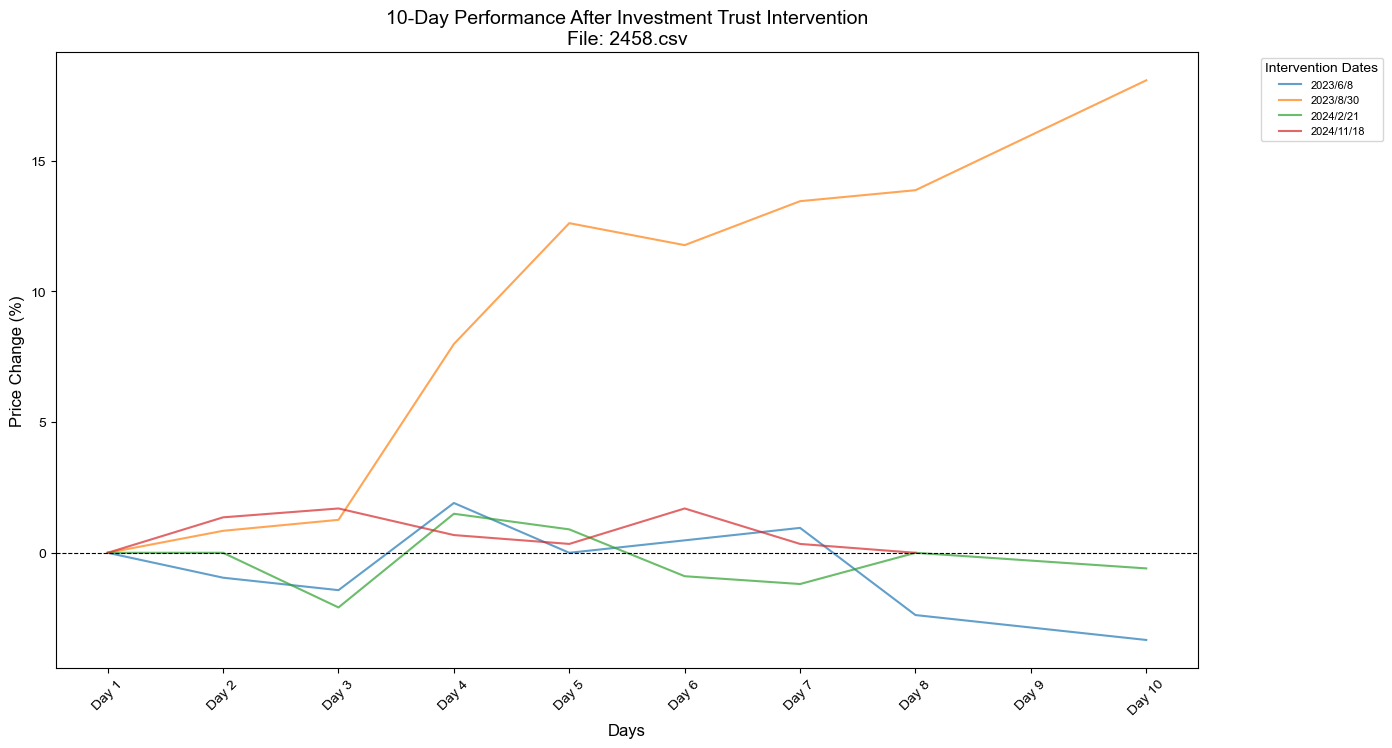 10-Day Performance After Investment Trust Intervention
File: 2458.csv
Intervention Dates
2023/6/8
2023/8/30
2024/2/21
2024/11/18
Price Change (%)
15
10
5
0
Day 1
Day 2
Day 3
Day 4
Day 5
Day 6
Day 7
Day 8
Day 9
Day 10
Days